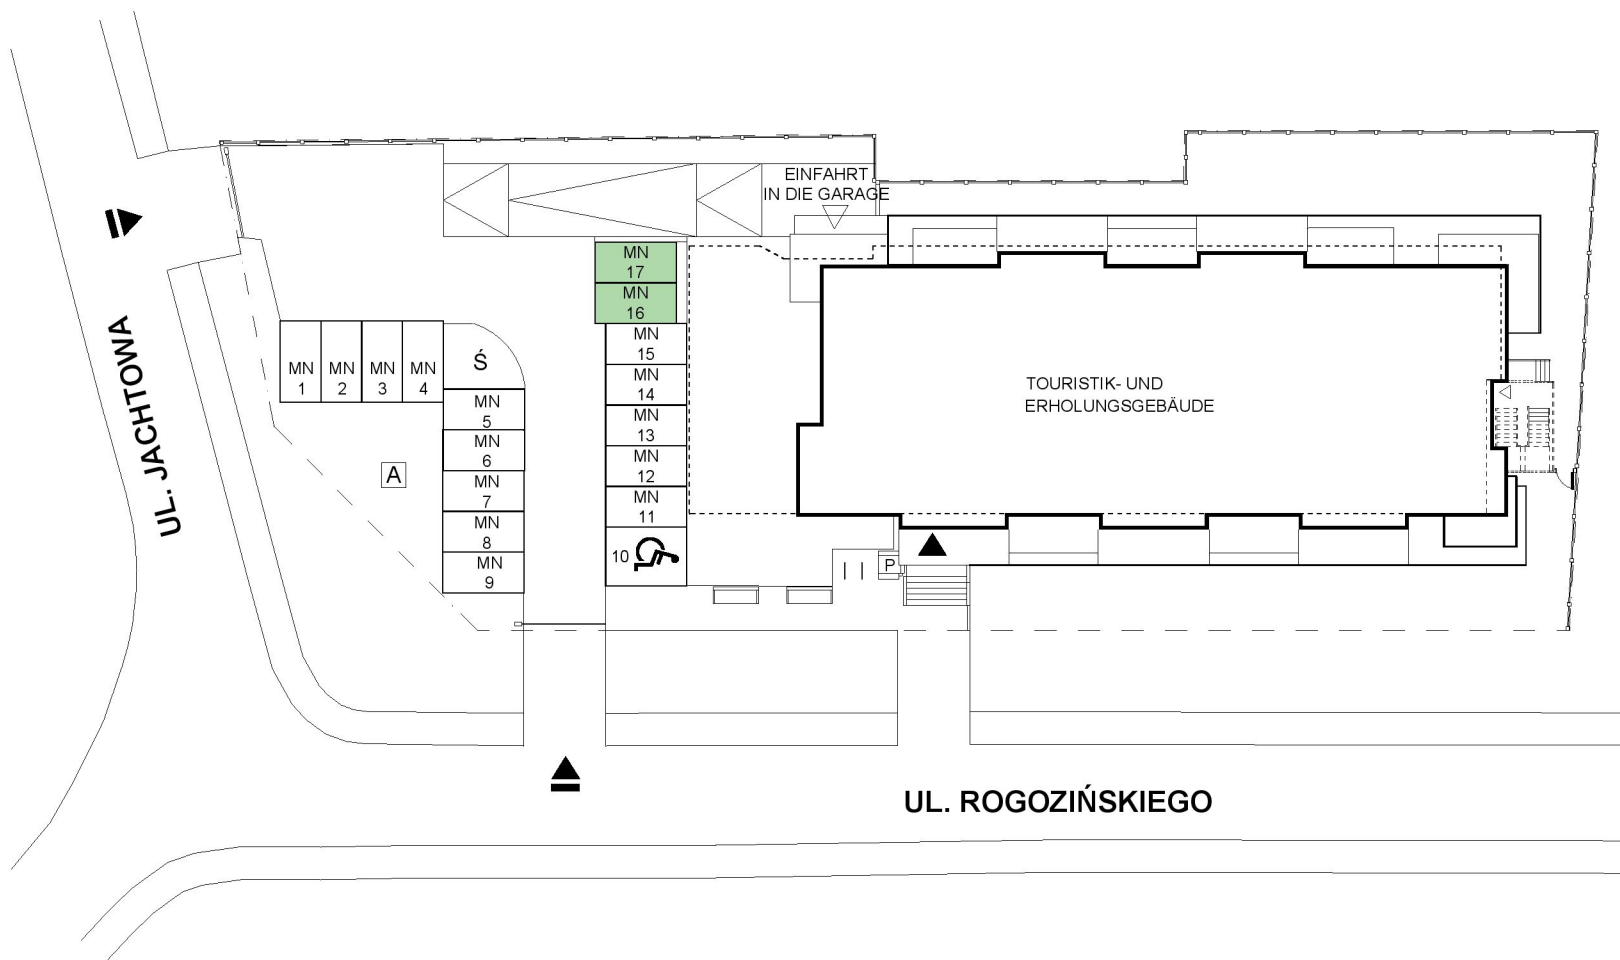 EINFAHRT
IN DIE GARAGE
MN
17
MN
16
MN
15
MN
14
MN
13
MN
12
MN
11
10
MN
1
MN
2
MN
3
MN
4
Ś
MN
5
MN
6
MN
7
MN
8
MN
9
A
P
TOURISTIK- UND
ERHOLUNGSGEBÄUDE
UL. JACHTOWA
UL. ROGOZIŃSKIEGO